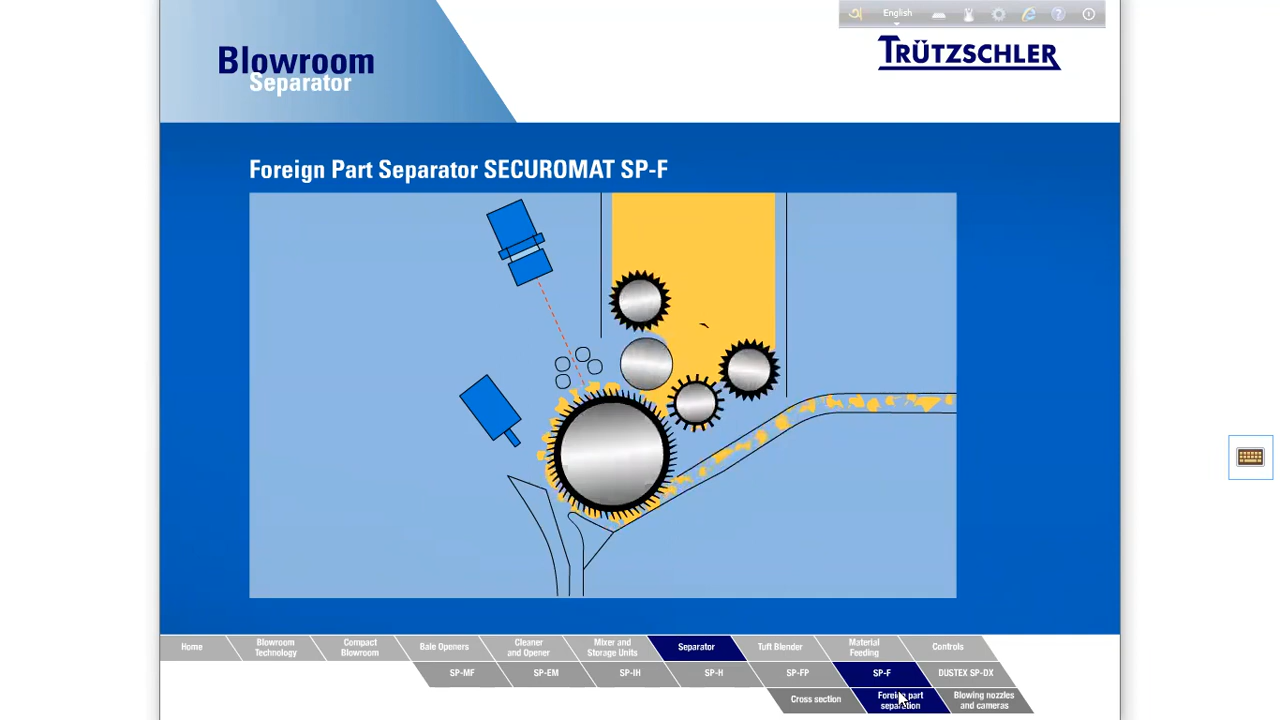 English
Blowroom
Separator
TRÜTZSCHLER
Foreign Part Separator SECUROMAT SP-F
Home
Blowroom
Technology
Compact
Blowroom
Bale Openers
Cleaner
and Opener
Mixer and
Storage Units
Separator
Tuft Blender
Material
Feeding
Controls
SP-MF
SP-EM
SP-IH
SP-H
SP-FP
SP-F
DUSTEX SP-DX
Cross section
Foreign part
separation
Blowing nozzles
and cameras